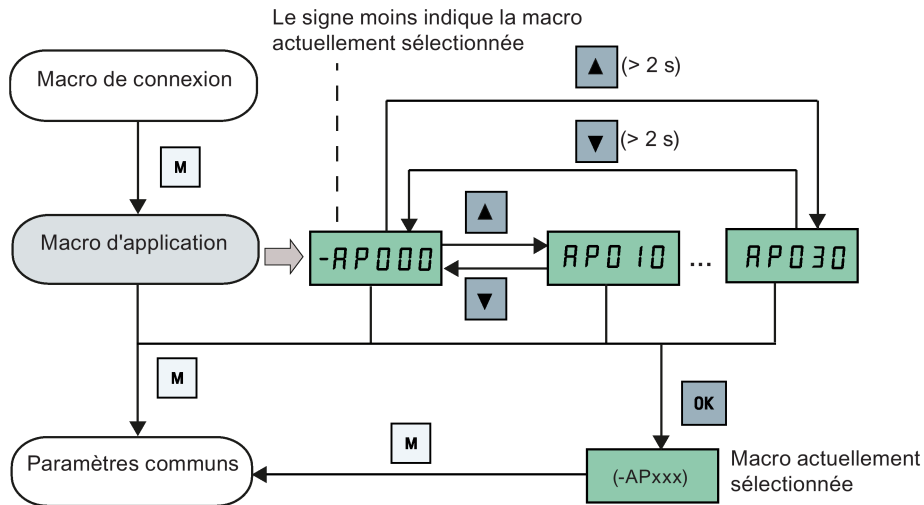 Le signe moins indique la macro
actuellement sélectionnée
Macro de connexion
▲ (> 2 s)
M
▼ (> 2 s)
▲
Macro d'application
-AP000
AP010
...
AP030
▼
M
OK
M
Paramètres communs
(-APxxx)
Macro actuellement
sélectionnée